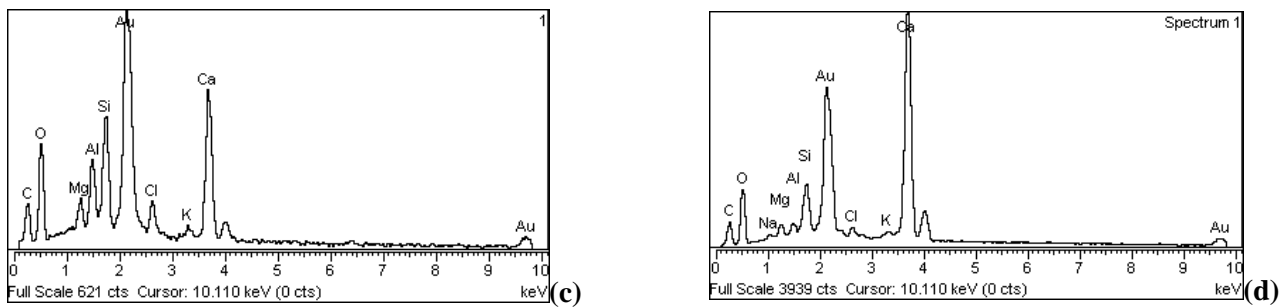 1
Au
Ca
Si
O
Al
C
Mg
Cl
K
Au
0 1 2 3 4 5 6 7 8 9 10
Full Scale 621 cts Cursor: 10.110 keV (0 cts) keV
(c)
Spectrum 1
Ca
Au
Si
O
Al
Mg
C
Na
Cl
K
Au
0 1 2 3 4 5 6 7 8 9 10
Full Scale 3939 cts Cursor: 10.110 keV (0 cts) keV
(d)